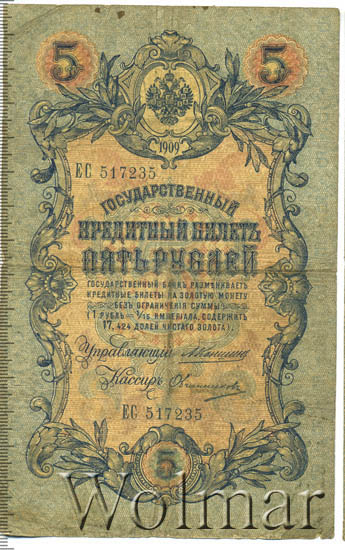 5 5
1909
ЕС 517235
ГОСУДАРСТВЕННЫЙ
КРЕДИТНЫЙ БИЛЕТЪ
ПЯТЬ РУБЛЕЙ
ГОСУДАРСТВЕННЫЙ БАНКЪ РАЗМѢНИВАЕТЪ
КРЕДИТНЫЕ БИЛЕТЫ НА ЗОЛОТУЮ МОНЕТУ
БЕЗЪ ОГРАНИЧЕНІЯ СУММЫ
(1 РУБЛЬ = 1/15 ИМПЕРІАЛА, СОДЕРЖИТЪ
17,424 ДОЛЕЙ ЧИСТАГО ЗОЛОТА).
Управляющій
Кассиръ Овчинниковъ
ЕС 517235
5
Wolmar